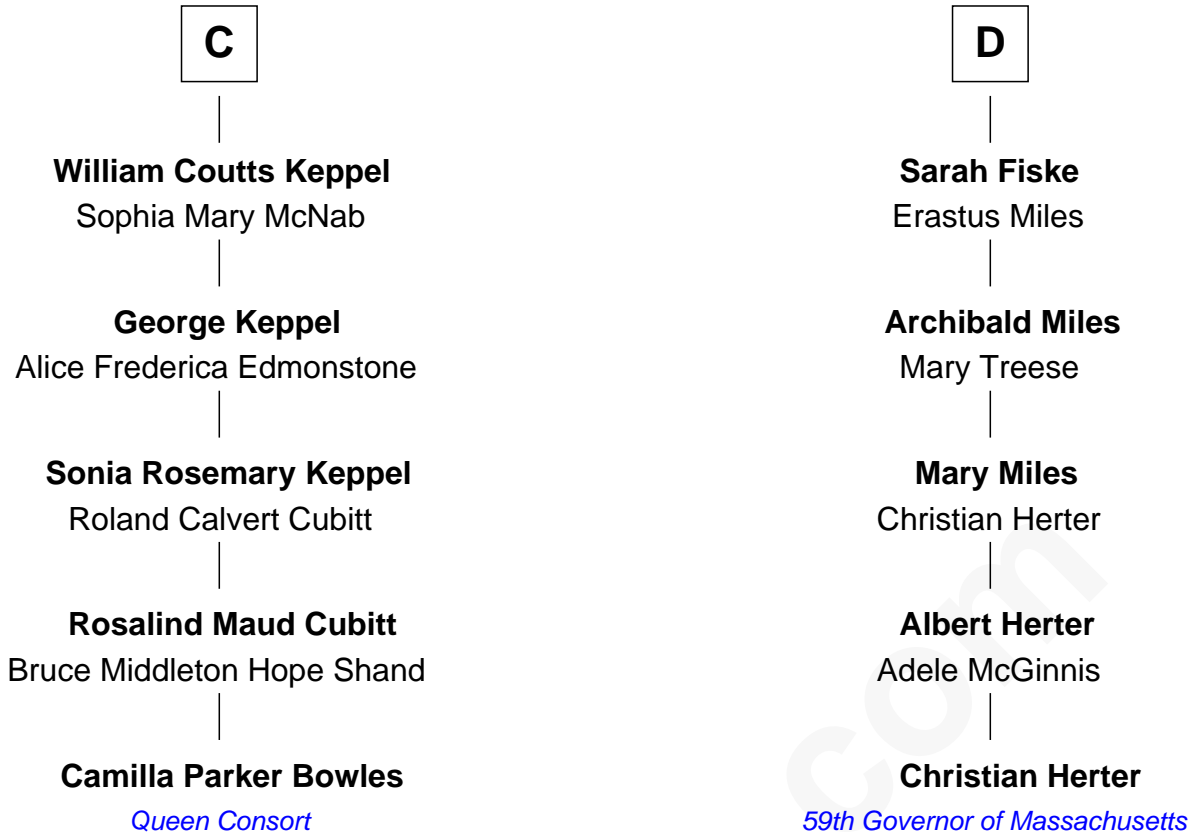 C
William Coutts Keppel
Sophia Mary McNab
George Keppel
Alice Frederica Edmonstone
Sonia Rosemary Keppel
Roland Calvert Cubitt
Rosalind Maud Cubitt
Bruce Middleton Hope Shand
Camilla Parker Bowles
Queen Consort
D
Sarah Fiske
Erastus Miles
Archibald Miles
Mary Treese
Mary Miles
Christian Herter
Albert Herter
Adele McGinnis
Christian Herter
59th Governor of Massachusetts
com